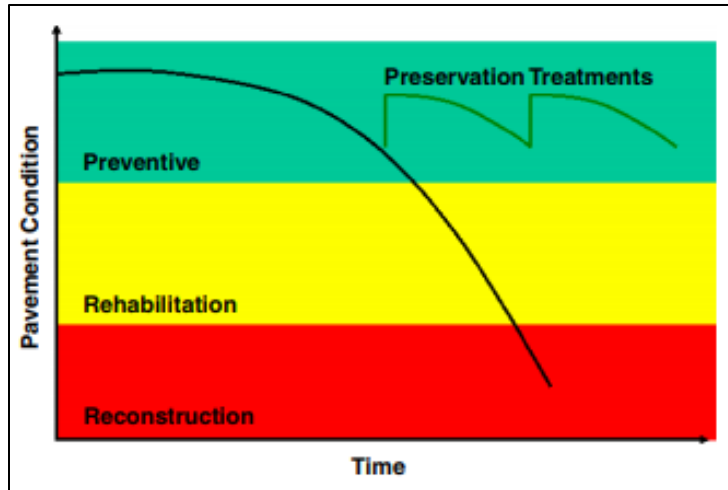 Preservation Treatments
Preventive
Rehabilitation
Reconstruction
Pavement Condition
Time